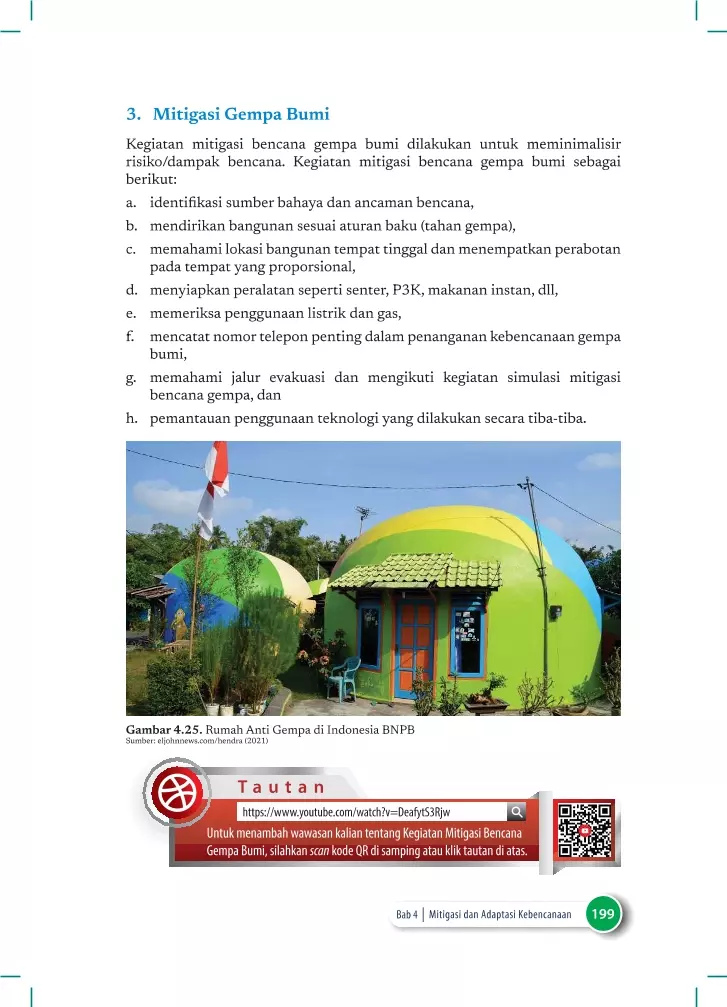 3. Mitigasi Gempa Bumi
Kegiatan mitigasi bencana gempa bumi dilakukan untuk meminimalisir
risiko/dampak bencana. Kegiatan mitigasi bencana gempa bumi sebagai
berikut:
a. identifikasi sumber bahaya dan ancaman bencana,
b. mendirikan bangunan sesuai aturan baku (tahan gempa),
c. memahami lokasi bangunan tempat tinggal dan menempatkan perabotan
pada tempat yang proporsional,
d. menyiapkan peralatan seperti senter, P3K, makanan instan, dll,
e. memeriksa penggunaan listrik dan gas,
f. mencatat nomor telepon penting dalam penanganan kebencanaan gempa
bumi,
g. memahami jalur evakuasi dan mengikuti kegiatan simulasi mitigasi
bencana gempa, dan
h. pemantauan penggunaan teknologi yang dilakukan secara tiba-tiba.
Gambar 4.25. Rumah Anti Gempa di Indonesia BNPB
Sumber: eljohnnews.com/hendra (2021)
Tautan
https://www.youtube.com/watch?v=DeafytS3Rjw
Untuk menambah wawasan kalian tentang Kegiatan Mitigasi Bencana
Gempa Bumi, silahkan scan kode QR di samping atau klik tautan di atas.
Bab 4 | Mitigasi dan Adaptasi Kebencanaan 199